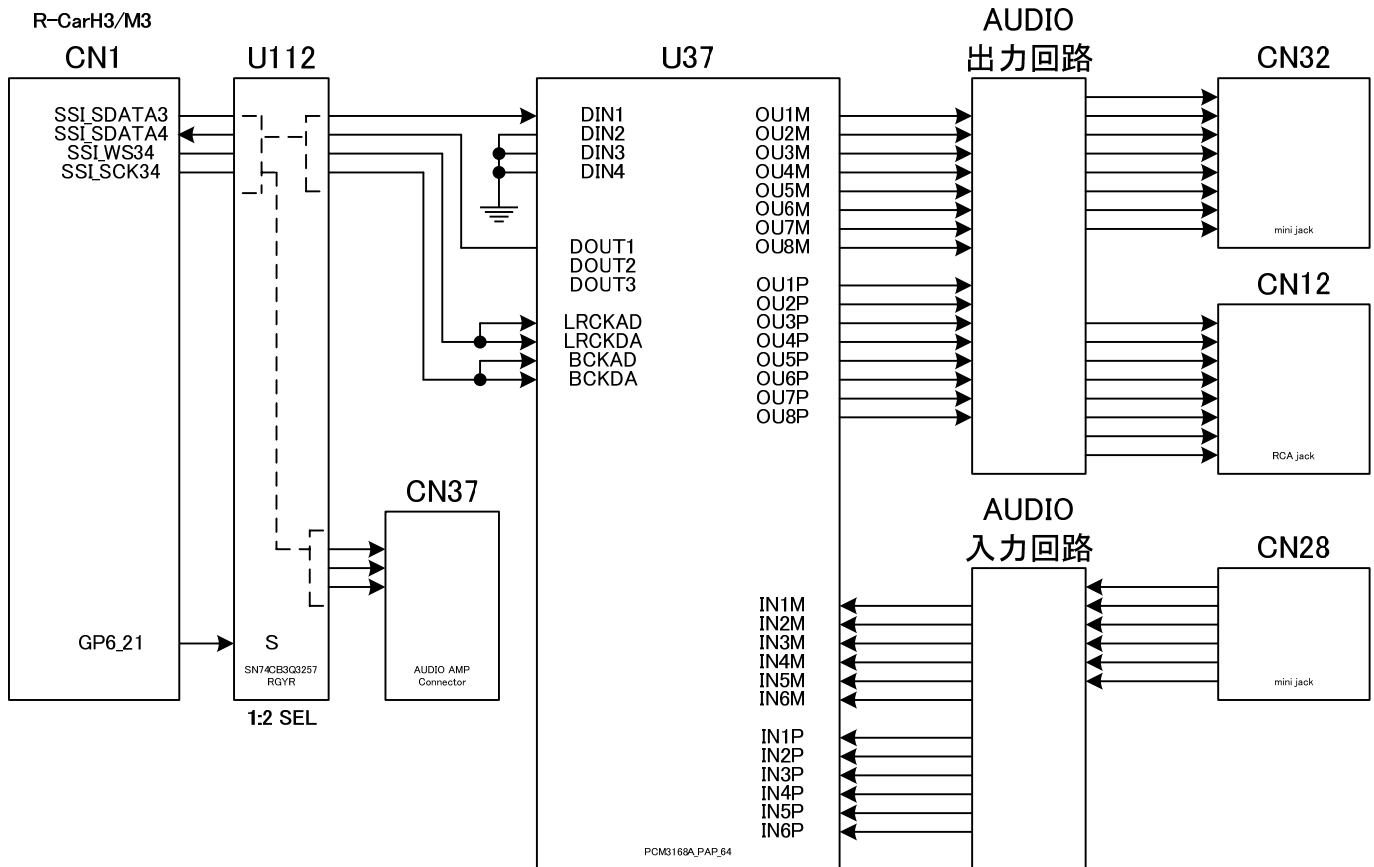 R-CarH3/M3
CN1
SSI_SDATA3
SSI_SDATA4
SSI_WS34
SSI_SCK34
GP6_21
U112
S
SN74CB3Q3257
RGYR
1:2 SEL
CN37
AUDIO AMP
Connector
U37
DIN1
DIN2
DIN3
DIN4
DOUT1
DOUT2
DOUT3
LRCKAD
LRCKDA
BCKAD
BCKDA
OU1M
OU2M
OU3M
OU4M
OU5M
OU6M
OU7M
OU8M
OU1P
OU2P
OU3P
OU4P
OU5P
OU6P
OU7P
OU8P
IN1M
IN2M
IN3M
IN4M
IN5M
IN6M
IN1P
IN2P
IN3P
IN4P
IN5P
IN6P
PCM3168A_PAP_64
AUDIO
出力回路
AUDIO
入力回路
CN32
mini jack
CN12
RCA jack
CN28
mini jack